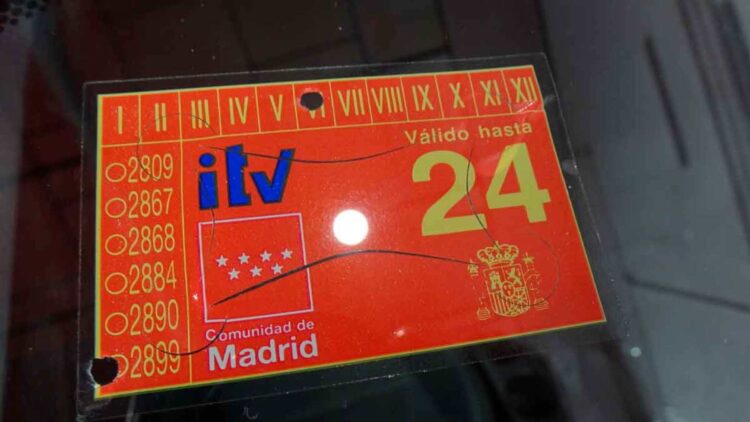 I II III IV V VI VII VIII IX X XI XII
Válido hasta
24
itv
2809
2867
2868
2884
2890
2899
Comunidad de
Madrid